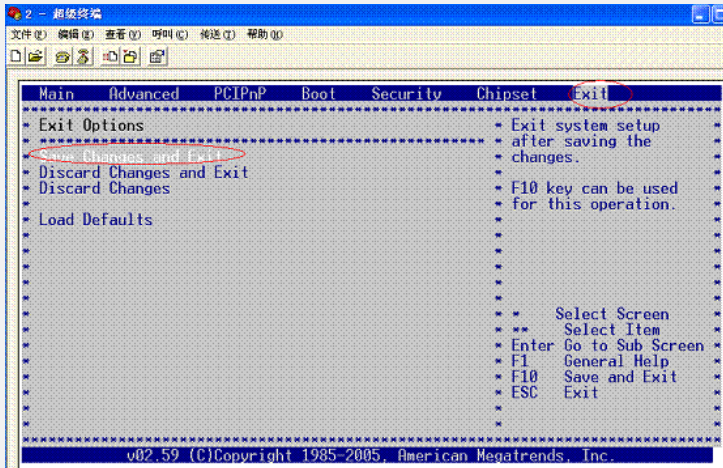 2 - 超级终端
文件(F) 编辑(E) 查看(V) 呼叫(C) 传送(T) 帮助(H)
Main Advanced PCIPnP Boot Security Chipset Exit
Exit Options
Save Changes and Exit
Discard Changes and Exit
Discard Changes
Load Defaults
Exit system setup
after saving the
changes.
F10 key can be used
for this operation.
* Select Screen
** Select Item
Enter Go to Sub Screen
F1 General Help
F10 Save and Exit
ESC Exit
v02.59 (C)Copyright 1985-2005, American Megatrends, Inc.